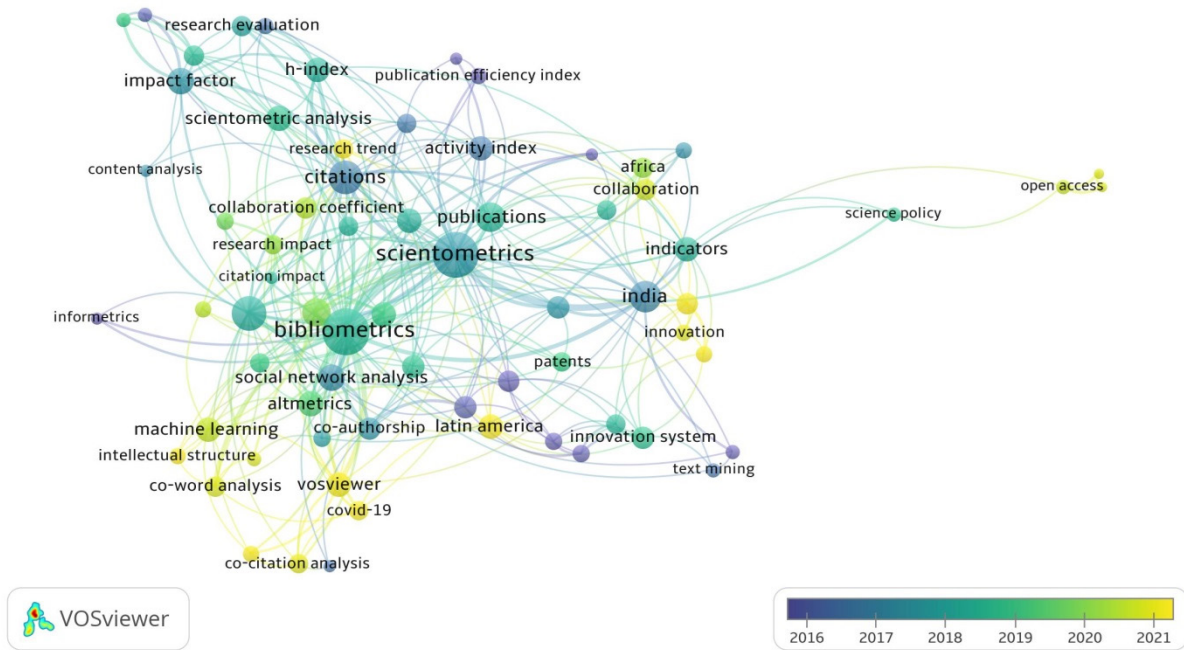 research evaluation
h-index
impact factor
publication efficiency index
scientometric analysis
research trend
activity index
content analysis
citations
africa
collaboration
open access
collaboration coefficient
publications
science policy
research impact
scientometrics
indicators
citation impact
india
informetrics
bibliometrics
innovation
patents
social network analysis
altmetrics
machine learning
co-authorship
latin america
innovation system
intellectual structure
text mining
co-word analysis
vosviewer
covid-19
co-citation analysis
VOSviewer
2016 2017 2018 2019 2020 2021